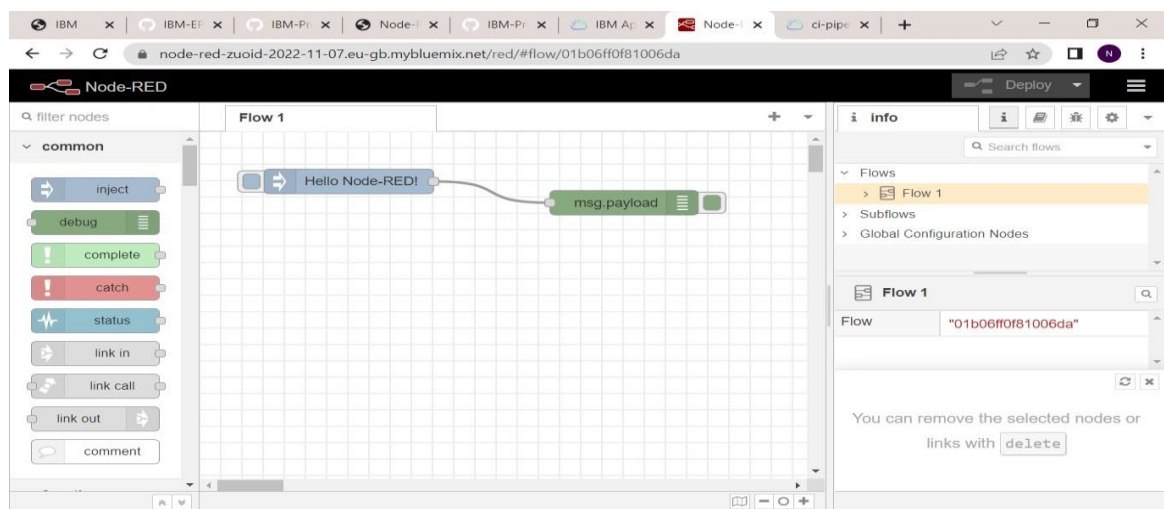 IBM
IBM-EF
IBM-Pr
Node-
IBM-Pr
IBM Ap
Node-
ci-pipe
node-red-zuoid-2022-11-07.eu-gb.mybluemix.net/red/#flow/01b06ff0f81006da
N
Node-RED
Deploy
filter nodes
Flow 1
i info
i
common
Search flows
inject
Hello Node-RED!
msg.payload
Flows
Flow 1
Subflows
Global Configuration Nodes
debug
complete
catch
status
link in
link call
link out
comment
Flow 1
Flow "01b06ff0f81006da"
You can remove the selected nodes or
links with delete